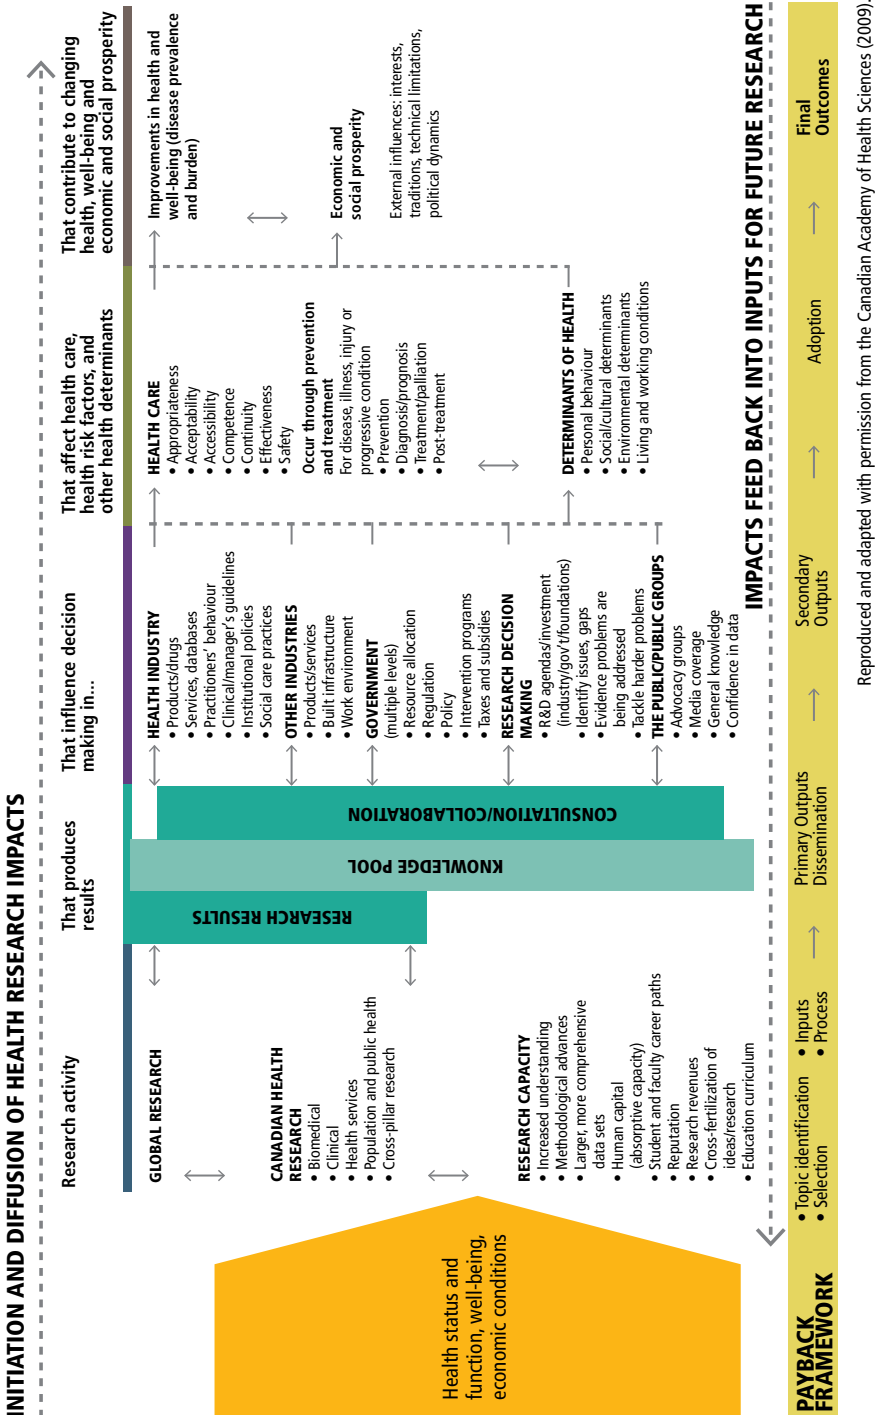 INITIATION AND DIFFUSION OF HEALTH RESEARCH IMPACTS
Research activity
That produces
results
That influence decision
making in...
That affect health care,
health risk factors, and
other health determinants
That contribute to changing
health, well-being and
economic and social prosperity
Health status and
function, well-being,
economic conditions
GLOBAL RESEARCH
CANADIAN HEALTH
RESEARCH
• Biomedical
• Clinical
• Health services
• Population and public health
• Cross-pillar research
RESEARCH CAPACITY
• Increased understanding
• Methodological advances
• Larger, more comprehensive
data sets
• Human capital
(absorptive capacity)
• Student and faculty career paths
• Reputation
• Research revenues
• Cross-fertilization of
ideas/research
• Education curriculum
RESEARCH RESULTS
KNOWLEDGE POOL
CONSULTATION/COLLABORATION
HEALTH INDUSTRY
• Products/drugs
• Services, databases
• Practitioners' behaviour
• Clinical/manager's guidelines
• Institutional policies
• Social care practices
OTHER INDUSTRIES
• Products/services
• Built infrastructure
• Work environment
GOVERNMENT
(multiple levels)
• Resource allocation
• Regulation
• Policy
• Intervention programs
• Taxes and subsidies
RESEARCH DECISION
MAKING
• R&D agendas/investment
(industry/gov't/foundations)
• Identify issues, gaps
• Evidence problems are
being addressed
• Tackle harder problems
THE PUBLIC/PUBLIC GROUPS
• Advocacy groups
• Media coverage
• General knowledge
• Confidence in data
HEALTH CARE
• Appropriateness
• Acceptability
• Accessibility
• Competence
• Continuity
• Effectiveness
• Safety
Occur through prevention
and treatment
For disease, illness, injury or
progressive condition
• Prevention
• Diagnosis/prognosis
• Treatment/palliation
• Post-treatment
DETERMINANTS OF HEALTH
• Personal behaviour
• Social/cultural determinants
• Environmental determinants
• Living and working conditions
Improvements in health and
well-being (disease prevalence
and burden)
Economic and
social prosperity
External influences: interests,
traditions, technical limitations,
political dynamics
IMPACTS FEED BACK INTO INPUTS FOR FUTURE RESEARCH
PAYBACK
FRAMEWORK
• Topic identification
• Selection
• Inputs
• Process
Primary Outputs
Dissemination
Secondary
Outputs
Adoption
Final
Outcomes
Reproduced and adapted with permission from the Canadian Academy of Health Sciences (2009).